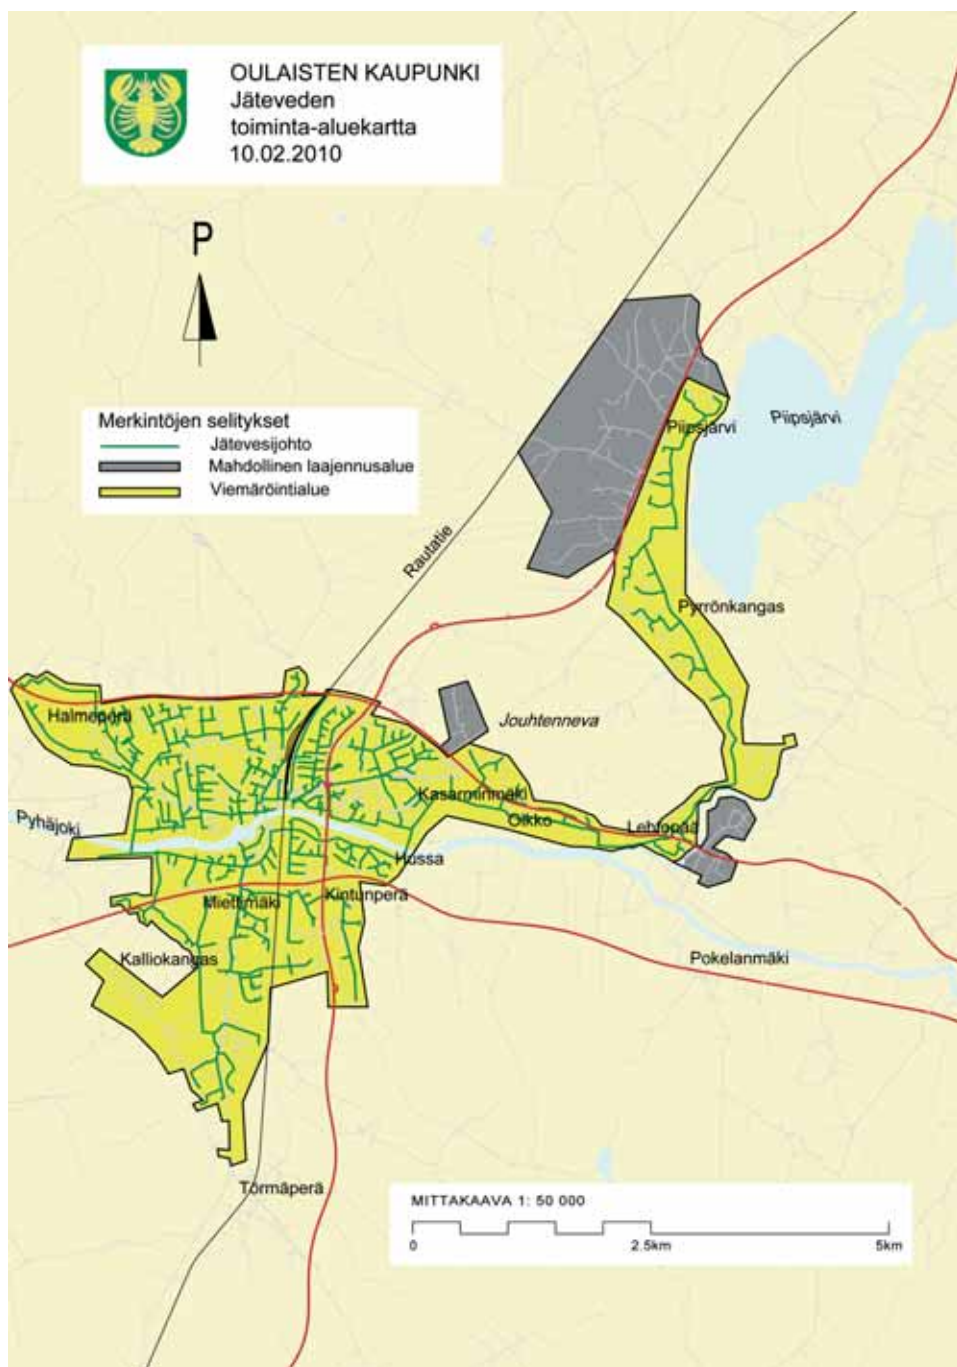 OULAISTEN KAUPUNKI
Jäteveden
toiminta-aluekartta
10.02.2010
P
Merkintöjen selitykset
Jätevesijohto
Mahdollinen laajennusalue
Viemäröintialue
Piipsjärvi
Piipsjärvi
Rautatie
Pyrrönkangas
Halmeperä
Jouhtenneva
Kasarminmäki
Pyhäjoki
Oikko
Lehtopää
Hussa
Miettimäki
Kintunperä
Kalliokangas
Pokelanmäki
Törmäperä
MITTAKAAVA 1: 50 000
0 2.5km 5km